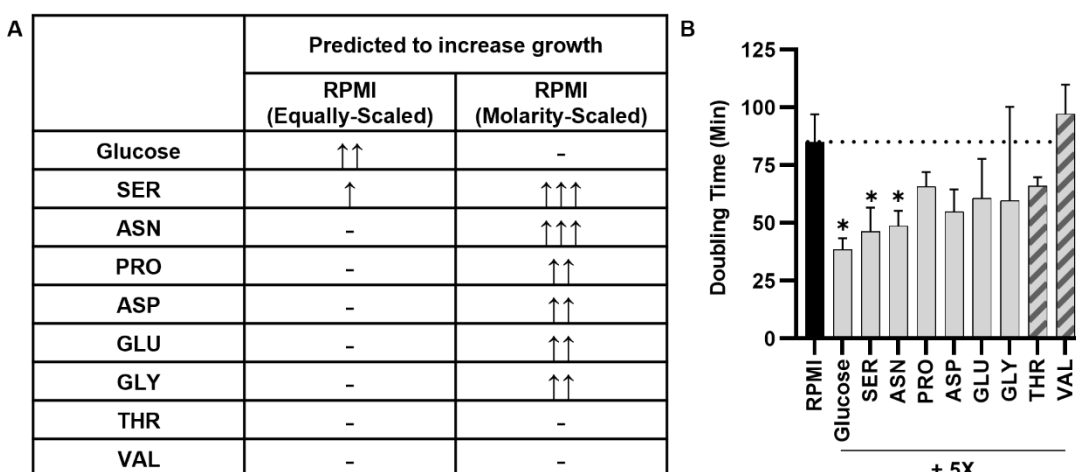 A
Predicted to increase growth
RPMI
(Equally-Scaled)
RPMI
(Molarity-Scaled)
Glucose ↑↑ -
SER ↑ ↑↑↑
ASN - ↑↑↑
PRO - ↑↑
ASP - ↑↑
GLU - ↑↑
GLY - ↑↑
THR - -
VAL - -
B
Doubling Time (Min)
125
100
75
50
25
0
* * *
RPMI
Glucose
SER
ASN
PRO
ASP
GLU
GLY
THR
VAL
+ 5X